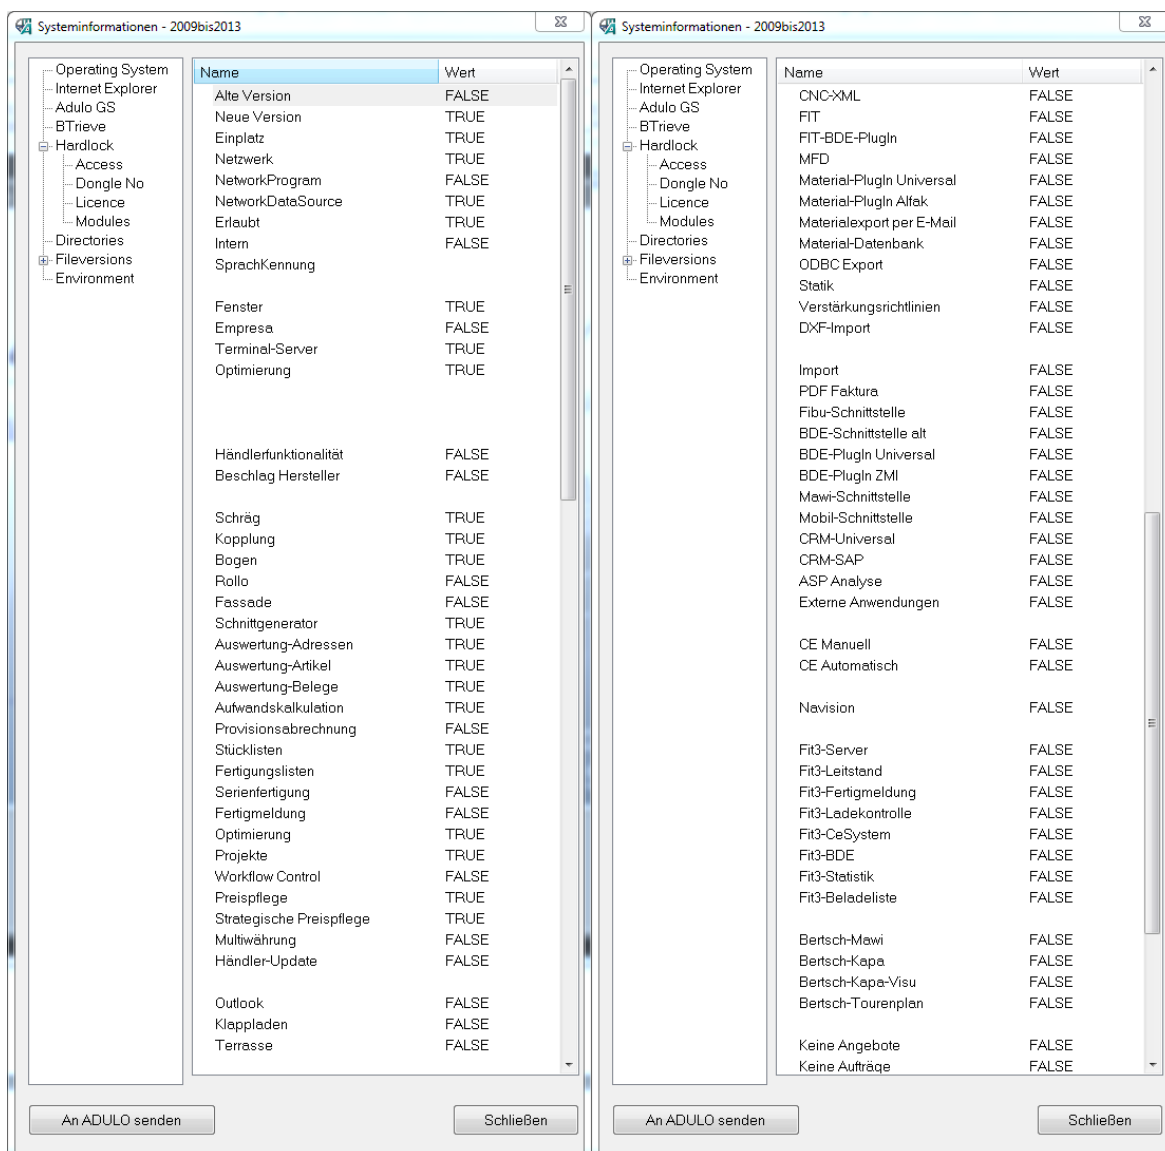 Systeminformationen - 2009bis2013
Operating System
Internet Explorer
Adulo GS
BTrieve
Hardlock
Access
Dongle No
Licence
Modules
Directories
Fileversions
Environment
Name Wert
Alte Version FALSE
Neue Version TRUE
Einplatz TRUE
Netzwerk TRUE
NetworkProgram FALSE
NetworkDataSource TRUE
Erlaubt TRUE
Intern FALSE
SprachKennung
Fenster TRUE
Empresa FALSE
Terminal-Server TRUE
Optimierung TRUE
Händlerfunktionalität FALSE
Beschlag Hersteller FALSE
Schräg TRUE
Kopplung TRUE
Bogen TRUE
Rollo FALSE
Fassade FALSE
Schnittgenerator TRUE
Auswertung-Adressen TRUE
Auswertung-Artikel TRUE
Auswertung-Belege TRUE
Aufwandskalkulation TRUE
Provisionsabrechnung FALSE
Stücklisten TRUE
Fertigungslisten TRUE
Serienfertigung FALSE
Fertigmeldung FALSE
Optimierung TRUE
Projekte TRUE
Workflow Control FALSE
Preispflege TRUE
Strategische Preispflege TRUE
Multiwährung FALSE
Händler-Update FALSE
Outlook FALSE
Klappladen FALSE
Terrasse FALSE
An ADULO senden
Schließen
Systeminformationen - 2009bis2013
Operating System
Internet Explorer
Adulo GS
BTrieve
Hardlock
Access
Dongle No
Licence
Modules
Directories
Fileversions
Environment
Name Wert
CNC-XML FALSE
FIT FALSE
FIT-BDE-PlugIn FALSE
MFD FALSE
Material-PlugIn Universal FALSE
Material-PlugIn Alfak FALSE
Materialexport per E-Mail FALSE
Material-Datenbank FALSE
ODBC Export FALSE
Statik FALSE
Verstärkungsrichtlinien FALSE
DXF-Import FALSE
Import FALSE
PDF Faktura FALSE
Fibu-Schnittstelle FALSE
BDE-Schnittstelle alt FALSE
BDE-PlugIn Universal FALSE
BDE-PlugIn ZMI FALSE
Mawi-Schnittstelle FALSE
Mobil-Schnittstelle FALSE
CRM-Universal FALSE
CRM-SAP FALSE
ASP Analyse FALSE
Externe Anwendungen FALSE
CE Manuell FALSE
CE Automatisch FALSE
Navision FALSE
Fit3-Server FALSE
Fit3-Leitstand FALSE
Fit3-Fertigmeldung FALSE
Fit3-Ladekontrolle FALSE
Fit3-CeSystem FALSE
Fit3-BDE FALSE
Fit3-Statistik FALSE
Fit3-Beladeliste FALSE
Bertsch-Mawi FALSE
Bertsch-Kapa FALSE
Bertsch-Kapa-Visu FALSE
Bertsch-Tourenplan FALSE
Keine Angebote FALSE
Keine Aufträge FALSE
An ADULO senden
Schließen